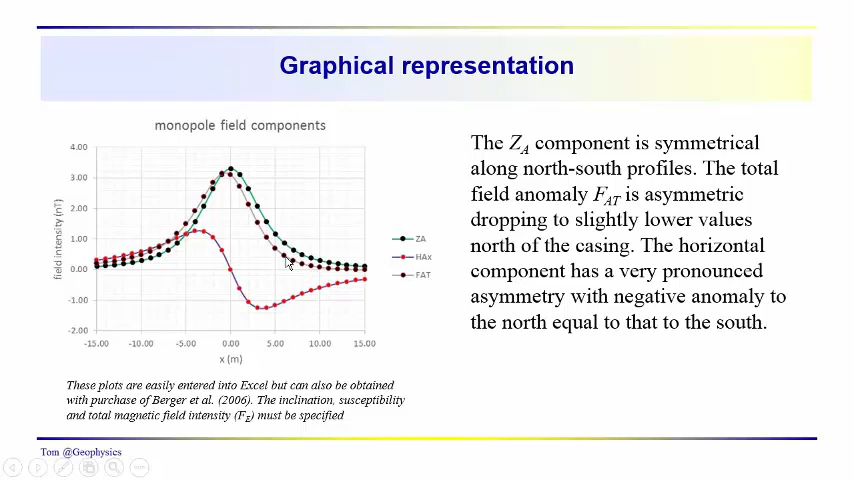 Graphical representation
monopole field components
4.00
3.00
2.00
1.00
0.00
-1.00
-2.00
field intensity (nT)
-15.00 -10.00 -5.00 0.00 5.00 10.00 15.00
x (m)
ZA
HAx
FAT
The ZA component is symmetrical
along north-south profiles. The total
field anomaly FAT is asymmetric
dropping to slightly lower values
north of the casing. The horizontal
component has a very pronounced
asymmetry with negative anomaly to
the north equal to that to the south.
These plots are easily entered into Excel but can also be obtained
with purchase of Berger et al. (2006). The inclination, susceptibility
and total magnetic field intensity (FE) must be specified
Tom @Geophysics